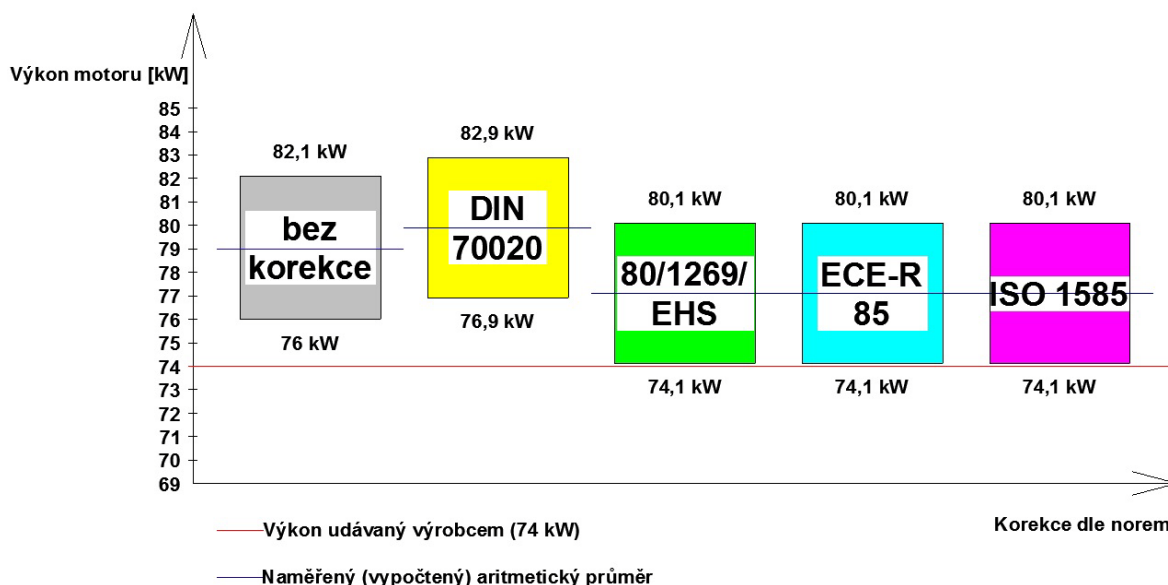 Výkon motoru [kW]
85
84
83
82
81
80
79
78
77
76
75
74
73
72
71
70
69
82,1 kW
bez
korekce
76 kW
82,9 kW
DIN
70020
76,9 kW
80,1 kW
80/1269/
EHS
74,1 kW
80,1 kW
ECE-R
85
74,1 kW
80,1 kW
ISO 1585
74,1 kW
Korekce dle norem
Výkon udávaný výrobcem (74 kW)
Naměřený (vypočtený) aritmetický průměr